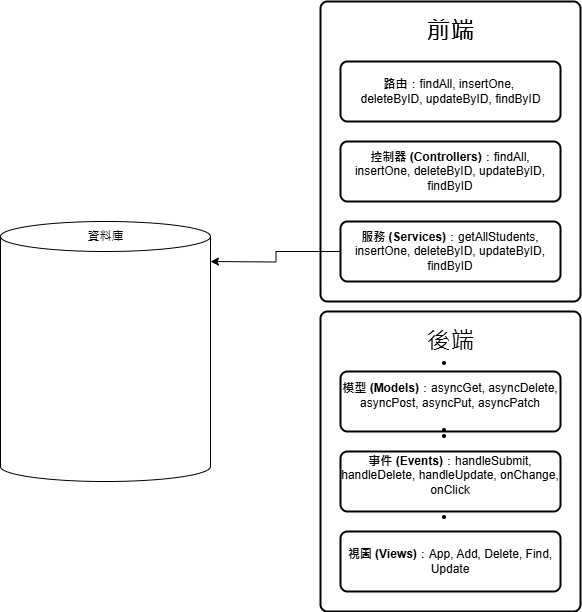 前端
路由：findAll, insertOne,
deleteByID, updateByID, findByID
控制器 (Controllers)：findAll,
insertOne, deleteByID, updateByID,
findByID
資料庫
服務 (Services)：getAllStudents,
insertOne, deleteByID, updateByID,
findByID
後端
模型 (Models)：asyncGet, asyncDelete,
asyncPost, asyncPut, asyncPatch
事件 (Events)：handleSubmit,
handleDelete, handleUpdate, onChange,
onClick
視圖 (Views)：App, Add, Delete, Find,
Update